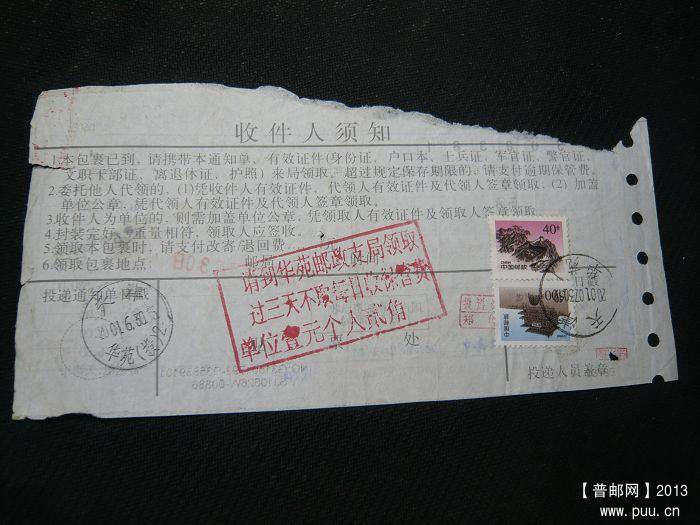 收件人须知
1.本包裹已到，请携带本通知单、有效证件(身份证、户口本、士兵证、军官证、警官证、
文职干部证、离退休证、护照）来局领取。超过规定保存期限的，请支付逾期保管费。
2.委托他人代领的，(1)凭收件人有效证件、代领人有效证件及代领人签章领取，(2) 加盖
单位公章，凭代领人有效证件及代领人签章领取。
3.收件人为单位的，则需加盖单位公章，凭领取人有效证件及领取人签章领取。
4.封装完好、重量相符，领取人应签收。
5.领取本包裹时，请支付改寄/退回费 元
6.领取包裹地点：
请到华苑邮政支局领取
过三天不取每日收保管费
单位壹元个人贰角
投递通知单日戳
天津
华苑
40分
中国邮政
CHINA
中国邮政
日戳
天津
投递人员盖章
【普邮网】2013
www.puu.cn